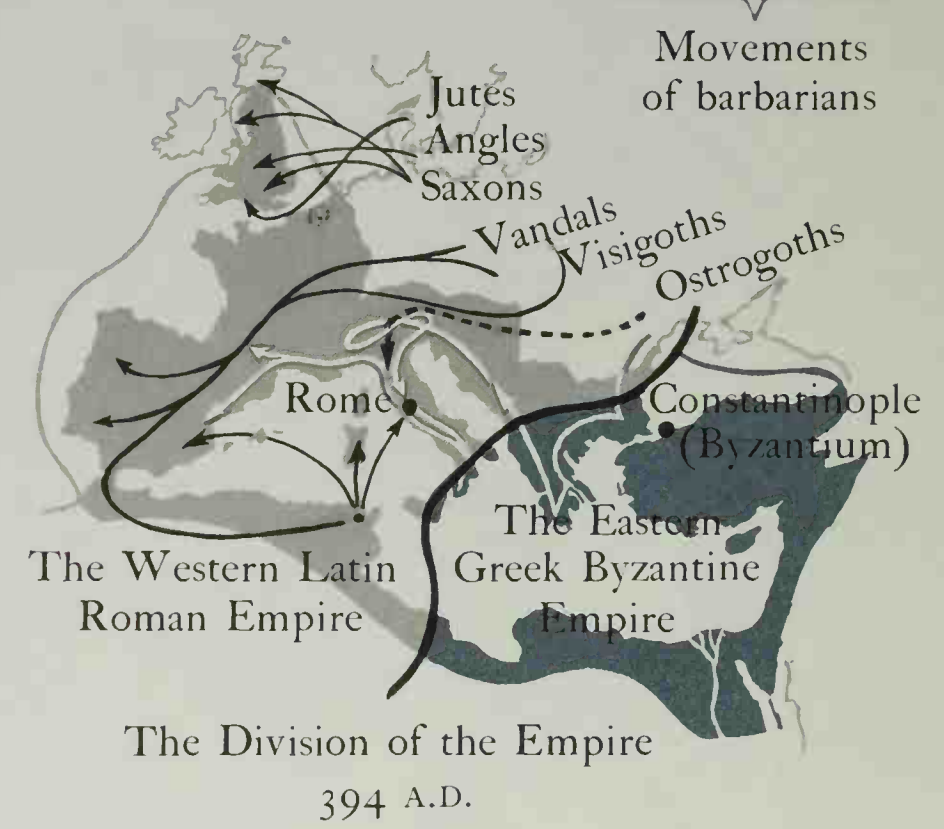 Movements
of barbarians
Jutes
Angles
Saxons
Vandals
Visigoths
Ostrogoths
Rome
Constantinople
(Byzantium)
The Western Latin
Roman Empire
The Eastern
Greek Byzantine
Empire
The Division of the Empire
394 A.D.